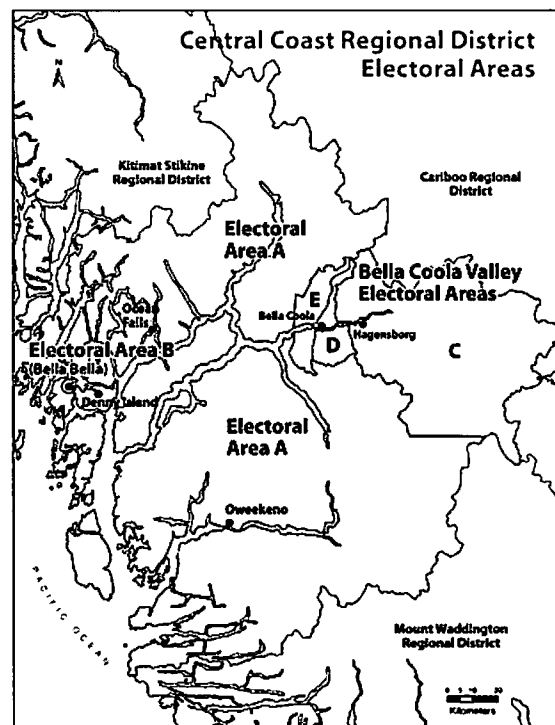 Central Coast Regional District
Electoral Areas
N
Kitimat Stikine
Regional District
Cariboo Regional
District
Electoral
Area A
Bella Coola Valley
Electoral Areas
E
Bella Coola
Hagensborg
D
C
Ocean
Falls
Electoral Area B
(Bella Bella)
Denny Island
Electoral
Area A
Oweekeno
PACIFIC OCEAN
Mount Waddington
Regional District
Kilometers